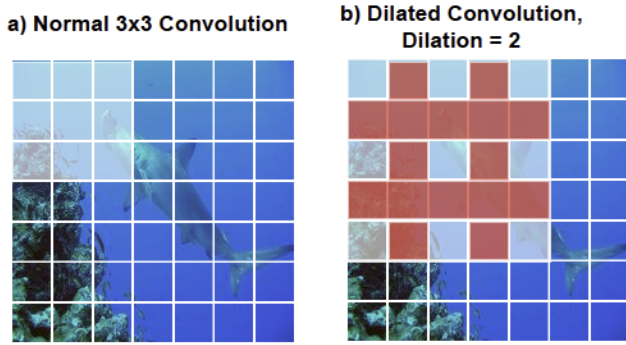 a) Normal 3x3 Convolution
b) Dilated Convolution,
Dilation = 2